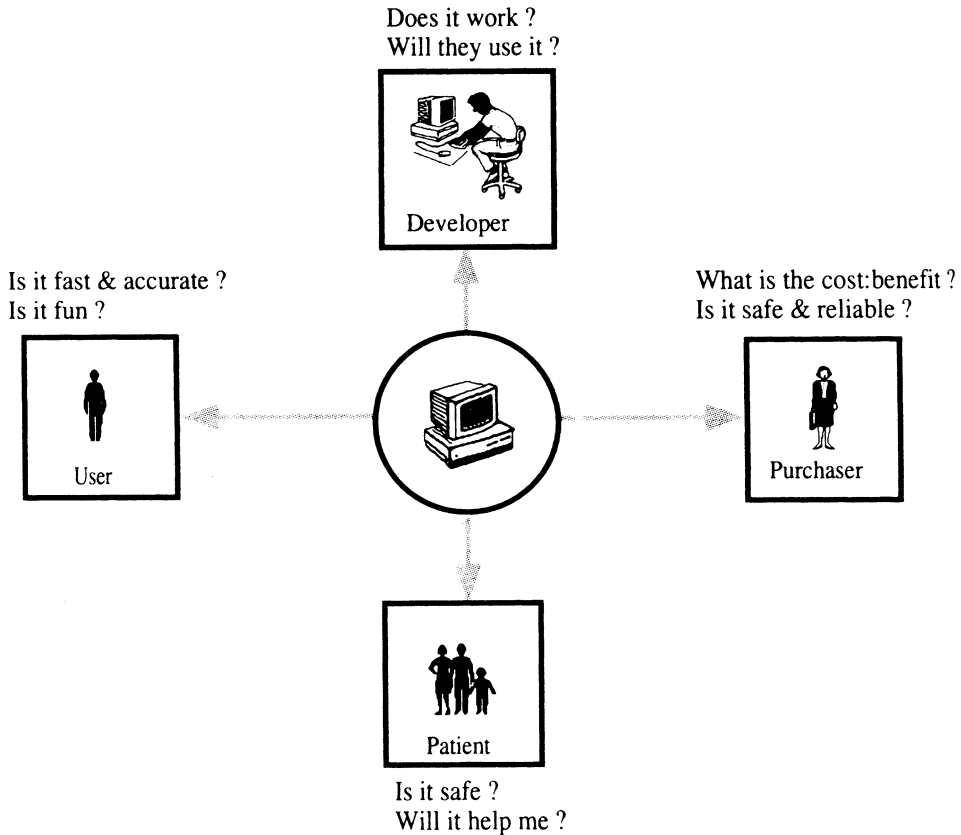 Does it work ?
Will they use it ?
Developer
Is it fast & accurate ?
Is it fun ?
User
What is the cost:benefit ?
Is it safe & reliable ?
Purchaser
Patient
Is it safe ?
Will it help me ?